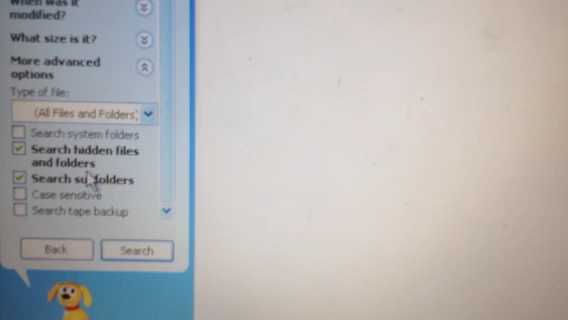 When was it
modified?
What size is it?
More advanced
options
Type of file:
(All Files and Folders)
Search system folders
Search hidden files
and folders
Search subfolders
Case sensitive
Search tape backup
Back
Search